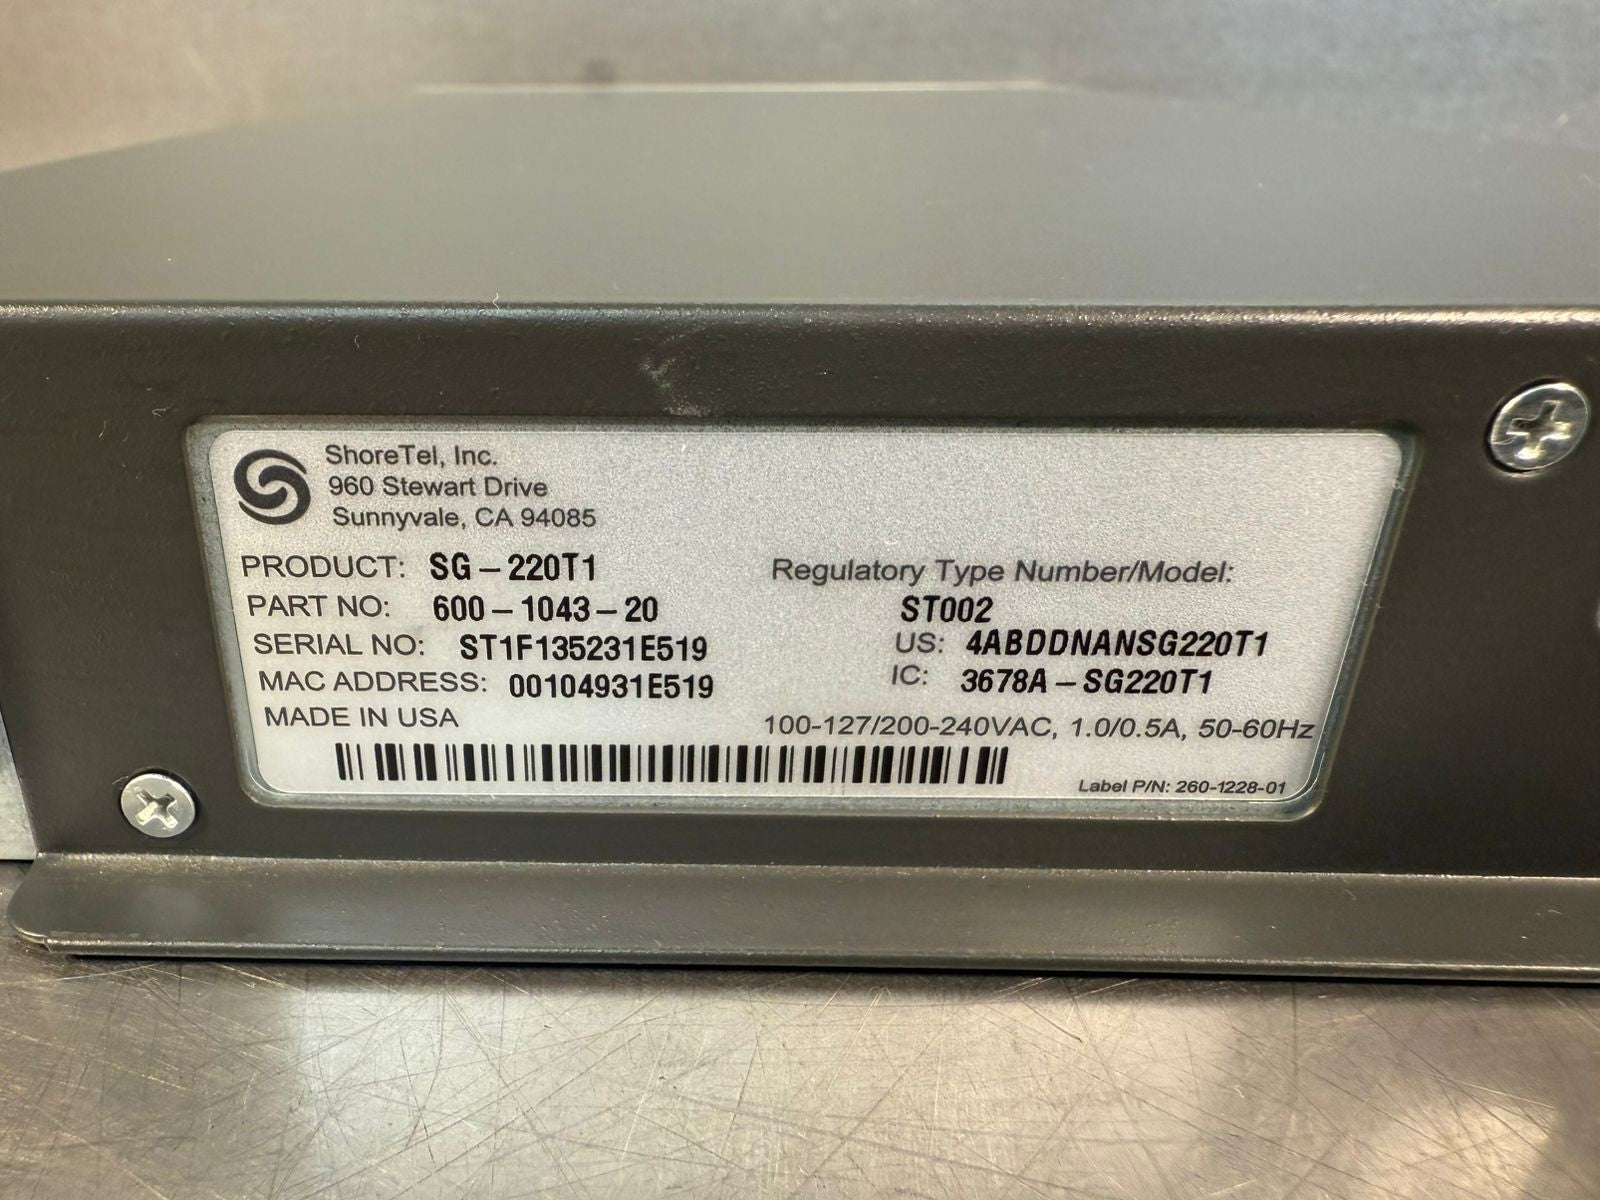 ShoreTel, Inc.
960 Stewart Drive
Sunnyvale, CA 94085
PRODUCT: SG-220T1
PART NO: 600-1043-20
SERIAL NO: ST1F135231E519
MAC ADDRESS: 00104931E519
MADE IN USA
Regulatory Type Number/Model:
ST002
US: 4ABDDNANSG220T1
IC: 3678A-SG220T1
100-127/200-240VAC, 1.0/0.5A, 50-60Hz
Label P/N: 260-1228-01